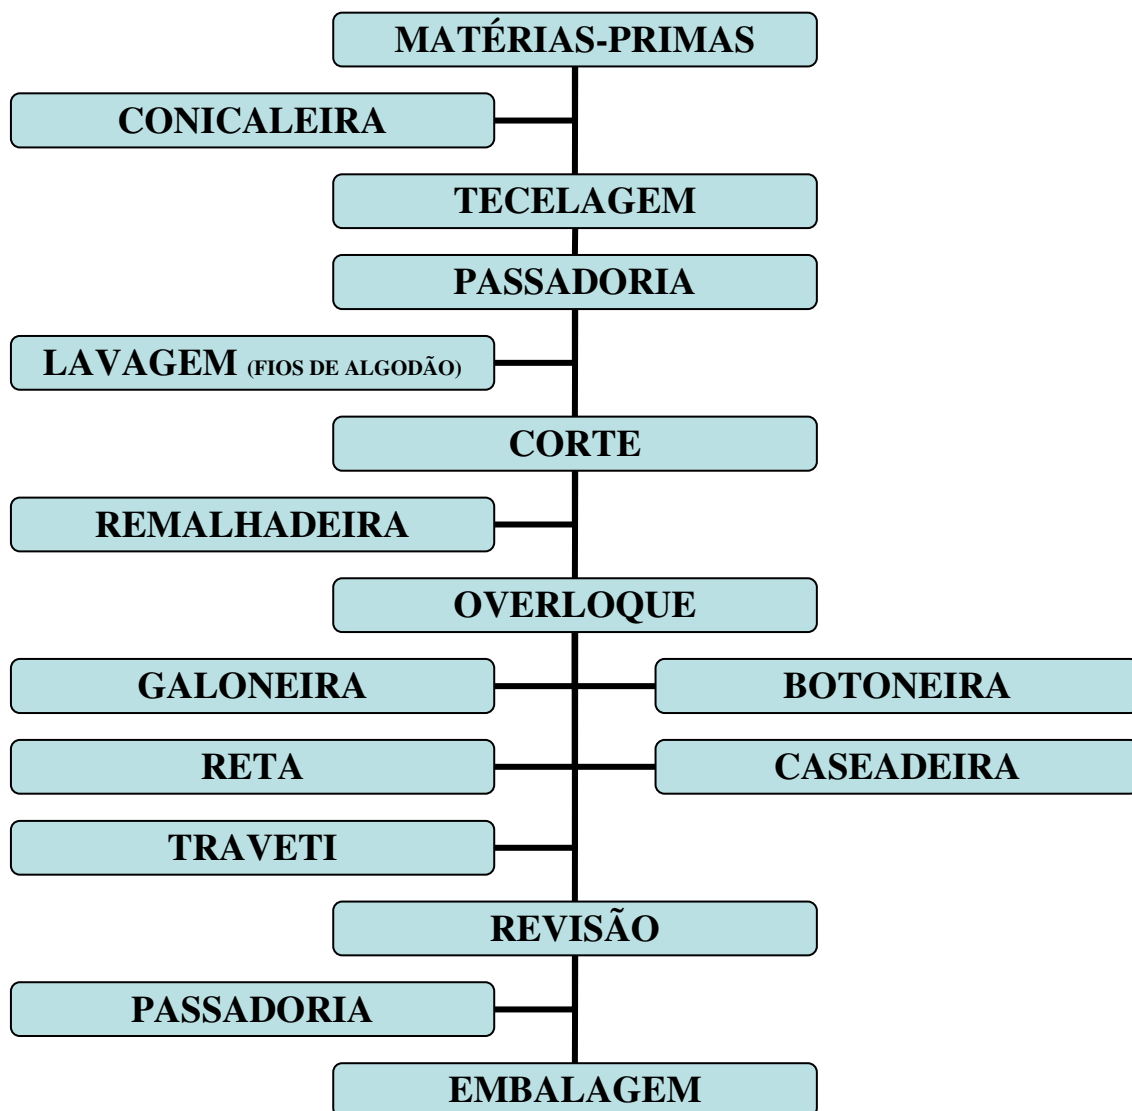 MATÉRIAS-PRIMAS
CONICALEIRA
TECELAGEM
PASSADORIA
LAVAGEM (FIOS DE ALGODÃO)
CORTE
REMALHADEIRA
OVERLOQUE
GALONEIRA
BOTONEIRA
RETA
CASEADEIRA
TRAVETI
REVISÃO
PASSADORIA
EMBALAGEM